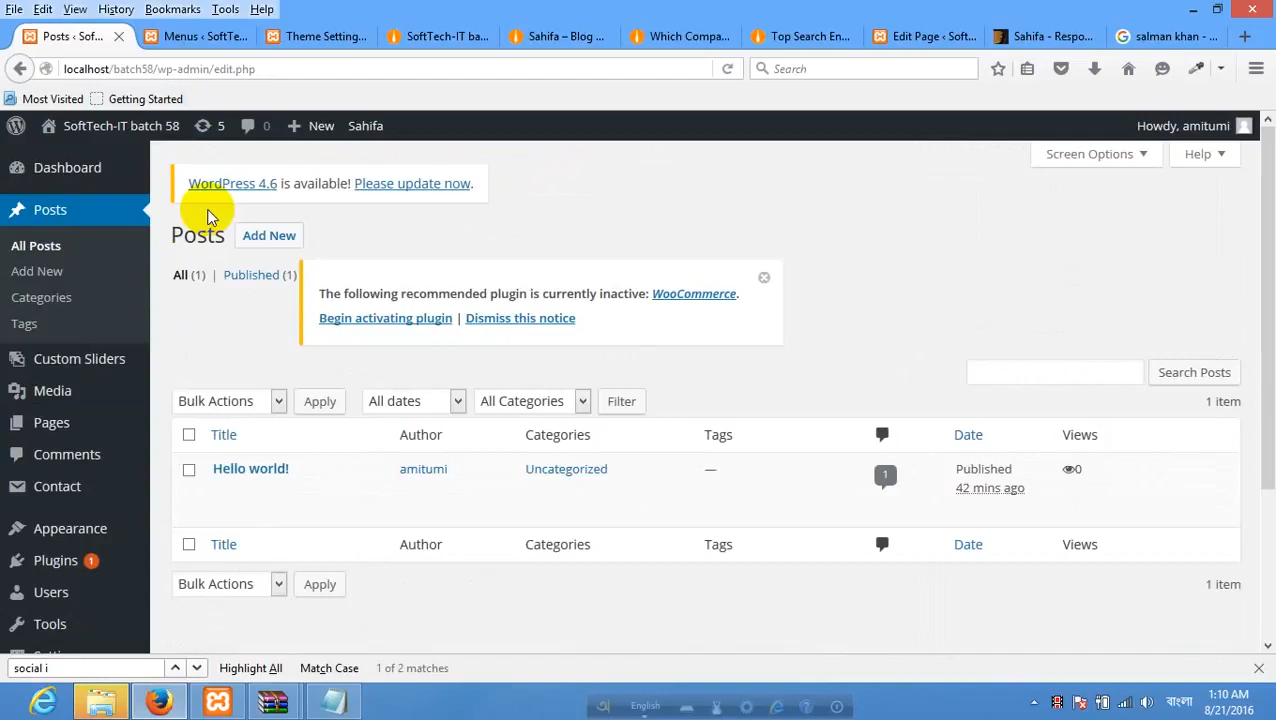 File Edit View History Bookmarks Tools Help
Posts ‹ Sof... Menus ‹ SoftTe... Theme Setting... SoftTech-IT ba... Sahifa – Blog ... Which Compa... Top Search En... Edit Page ‹ Soft... Sahifa - Respo... salman khan - ...
localhost/batch58/wp-admin/edit.php Search
Most Visited Getting Started
SoftTech-IT batch 58 5 0 New Sahifa Howdy, amitumi
Dashboard
Posts
All Posts
Add New
Categories
Tags
Custom Sliders
Media
Pages
Comments
Contact
Appearance
Plugins 1
Users
Tools
Screen Options Help
WordPress 4.6 is available! Please update now.
Posts Add New
All (1) | Published (1)
The following recommended plugin is currently inactive: WooCommerce.
Begin activating plugin | Dismiss this notice
Search Posts
Bulk Actions Apply All dates All Categories Filter 1 item
Title Author Categories Tags Date Views
Hello world! amitumi Uncategorized — 1 Published 0
42 mins ago
Title Author Categories Tags Date Views
Bulk Actions Apply 1 item
social i Highlight All Match Case 1 of 2 matches
English
বাংলা
1:10 AM
8/21/2016